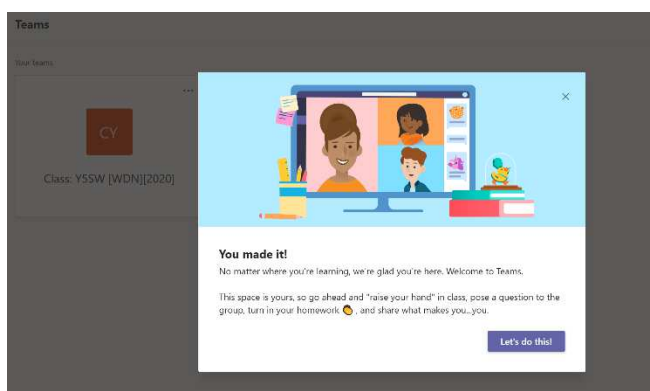 Teams
Your teams
...
CY
Class: Y5SW [WDN][2020]
You made it!
No matter where you're learning, we're glad you're here. Welcome to Teams.
This space is yours, so go ahead and "raise your hand" in class, pose a question to the
group, turn in your homework 👏 , and share what makes you...you.
Let's do this!